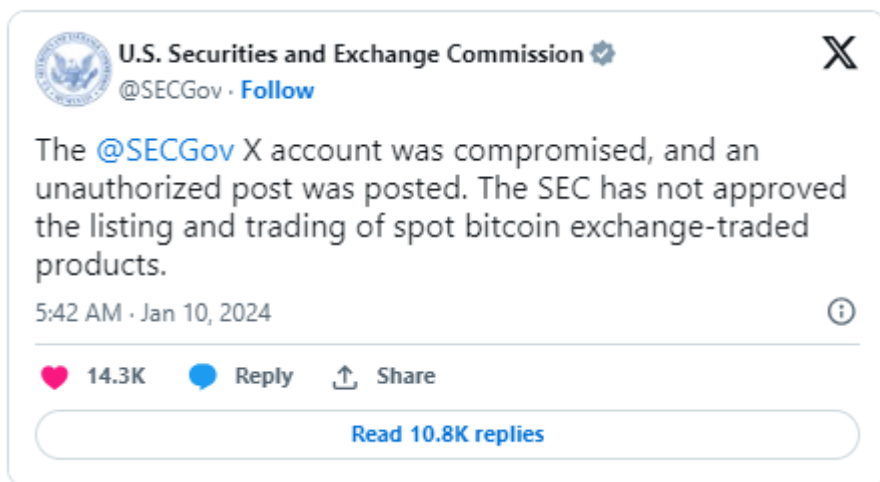 U.S. Securities and Exchange Commission
@SECGov · Follow
The @SECGov X account was compromised, and an
unauthorized post was posted. The SEC has not approved
the listing and trading of spot bitcoin exchange-traded
products.
5:42 AM · Jan 10, 2024
14.3K Reply Share
Read 10.8K replies